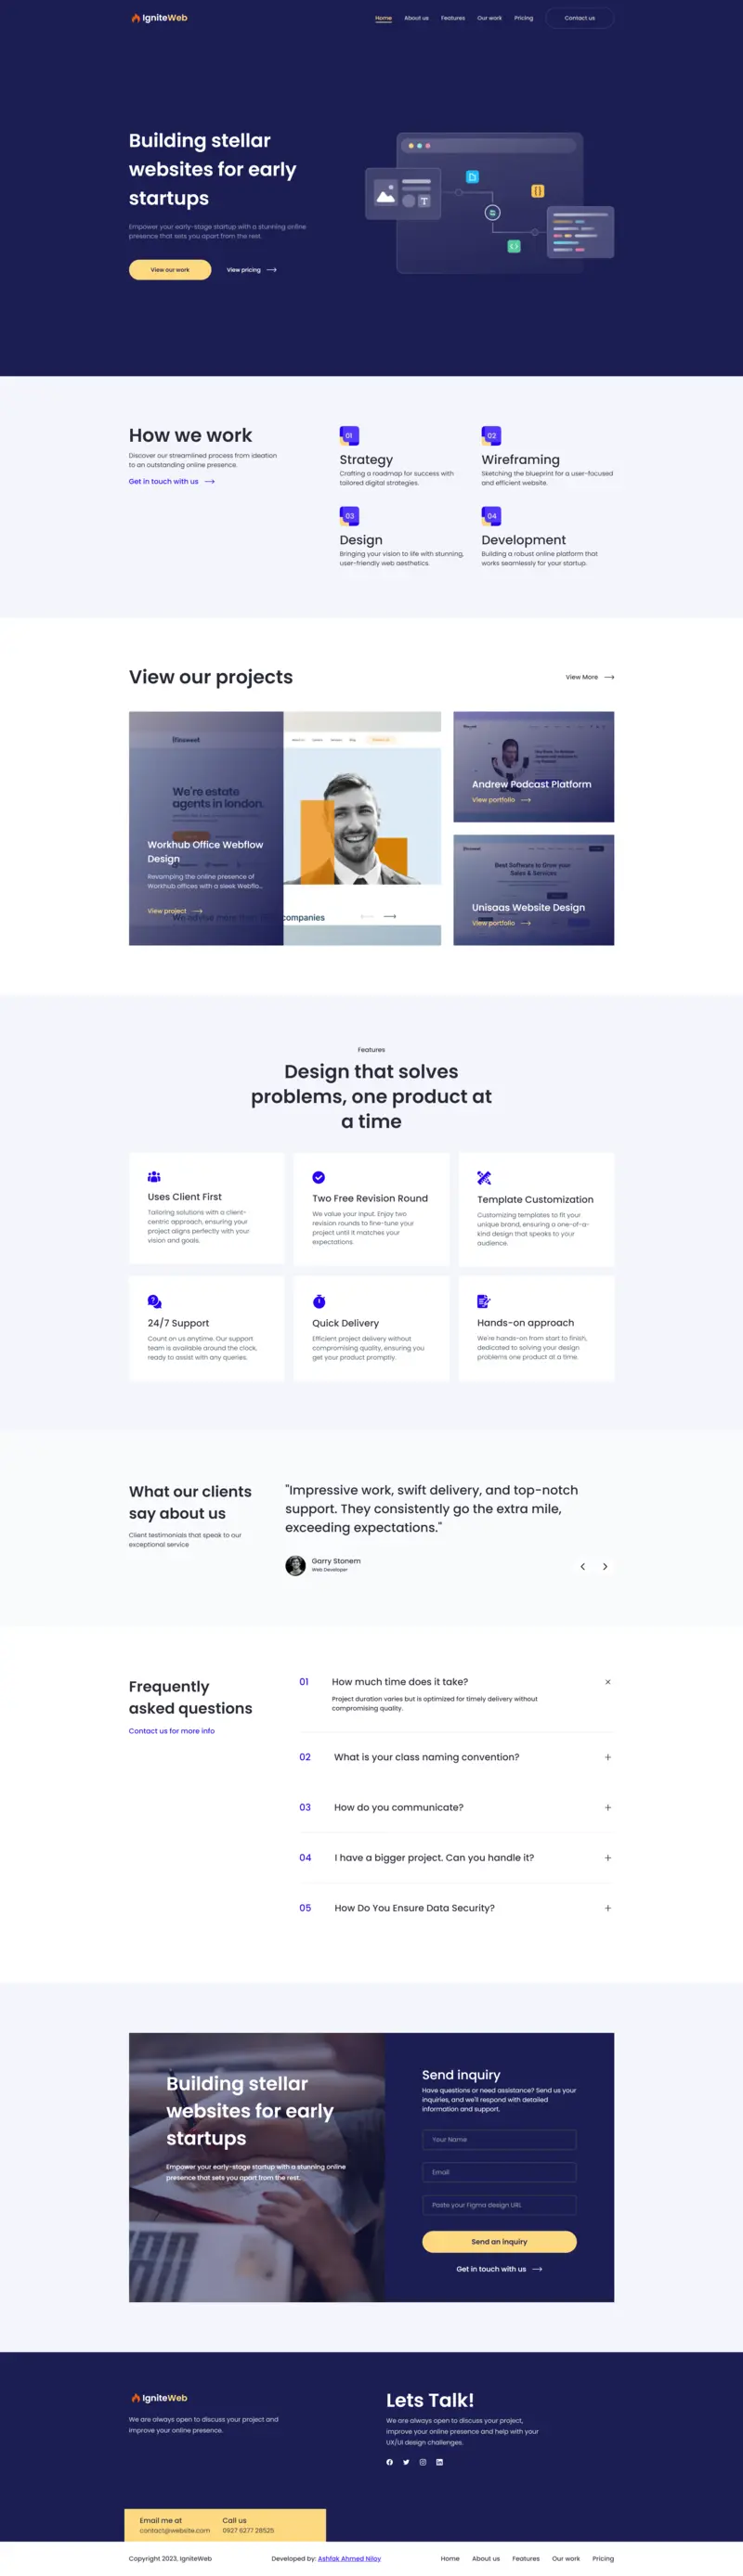 IgniteWeb
Home
About us
Features
Our work
Pricing
Contact us
Building stellar
websites for early
startups
Empower your early-stage startup with a stunning online
presence that sets you apart from the rest.
View our work
View pricing
How we work
Discover our streamlined process from ideation
to an outstanding online presence.
Get in touch with us
01
Strategy
Crafting a roadmap for success with
tailored digital strategies.
02
Wireframing
Sketching the blueprint for a user-focused
and efficient website.
03
Design
Bringing your vision to life with stunning,
user-friendly web aesthetics.
04
Development
Building a robust online platform that
works seamlessly for your startup.
View our projects
View More
We're estate
agents in london.
Workhub Office Webflow
Design
Revamping the online presence of
Workhub offices with a sleek Webflo...
View project
companies
Andrew Podcast Platform
View portfolio
Best Software to Grow your
Sales & Services
Unisaas Website Design
View portfolio
Features
Design that solves
problems, one product at
a time
Uses Client First
Tailoring solutions with a client-
centric approach, ensuring your
project aligns perfectly with your
vision and goals.
Two Free Revision Round
We value your input. Enjoy two
revision rounds to fine-tune your
project until it matches your
expectations.
Template Customization
Customizing templates to fit your
unique brand, ensuring a one-of-a-
kind design that speaks to your
audience.
24/7 Support
Count on us anytime. Our support
team is available around the clock,
ready to assist with any queries.
Quick Delivery
Efficient project delivery without
compromising quality, ensuring you
get your product promptly.
Hands-on approach
We're hands-on from start to finish,
dedicated to solving your design
problems one product at a time.
What our clients
say about us
Client testimonials that speak to our
exceptional service
"Impressive work, swift delivery, and top-notch
support. They consistently go the extra mile,
exceeding expectations."
Garry Stonem
Web Developer
Frequently
asked questions
Contact us for more info
01 How much time does it take?
Project duration varies but is optimized for timely delivery without
compromising quality.
02 What is your class naming convention?
03 How do you communicate?
04 I have a bigger project. Can you handle it?
05 How Do You Ensure Data Security?
Building stellar
websites for early
startups
Empower your early-stage startup with a stunning online
presence that sets you apart from the rest.
Send inquiry
Have questions or need assistance? Send us your
inquiries, and we'll respond with detailed
information and support.
Your Name
Email
Paste your Figma design URL
Send an inquiry
Get in touch with us
IgniteWeb
We are always open to discuss your project and
improve your online presence.
Lets Talk!
We are always open to discuss your project,
improve your online presence and help with your
UX/UI design challenges.
Email me at
contact@website.com
Call us
0927 6277 28525
Copyright 2023, IgniteWeb
Developed by: Ashfak Ahmed Niloy
Home
About us
Features
Our work
Pricing